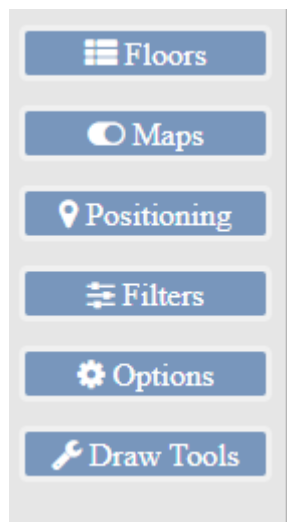 Floors
Maps
Positioning
Filters
Options
Draw Tools